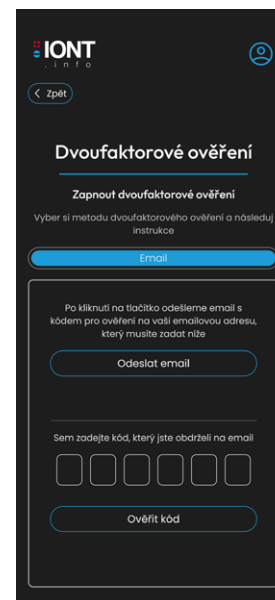 IONT
.info
Zpět
Dvoufaktorové ověření
Zapnout dvoufaktorové ověření
Vyber si metodu dvoufaktorového ověření a následuj
instrukce
Email
Po kliknutí na tlačítko odešleme email s
kódem pro ověření na vaši emailovou adresu,
který musíte zadat níže
Odeslat email
Sem zadejte kód, který jste obdrželi na email
Ověřit kód